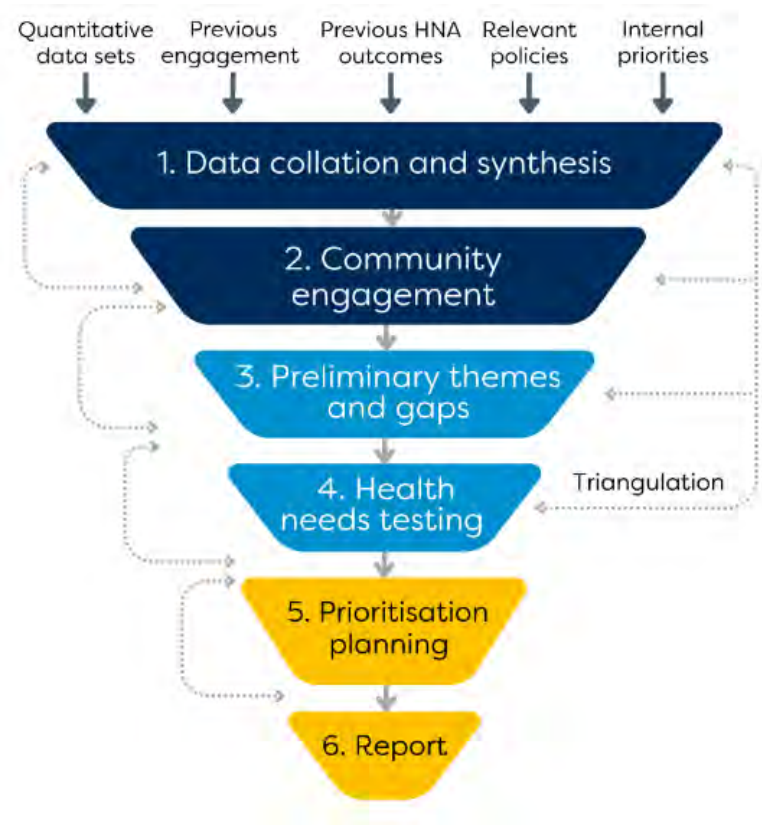 Quantitative
data sets
Previous
engagement
Previous HNA
outcomes
Relevant
policies
Internal
priorities
1. Data collation and synthesis
2. Community
engagement
3. Preliminary themes
and gaps
4. Health
needs testing
Triangulation
5. Prioritisation
planning
6. Report